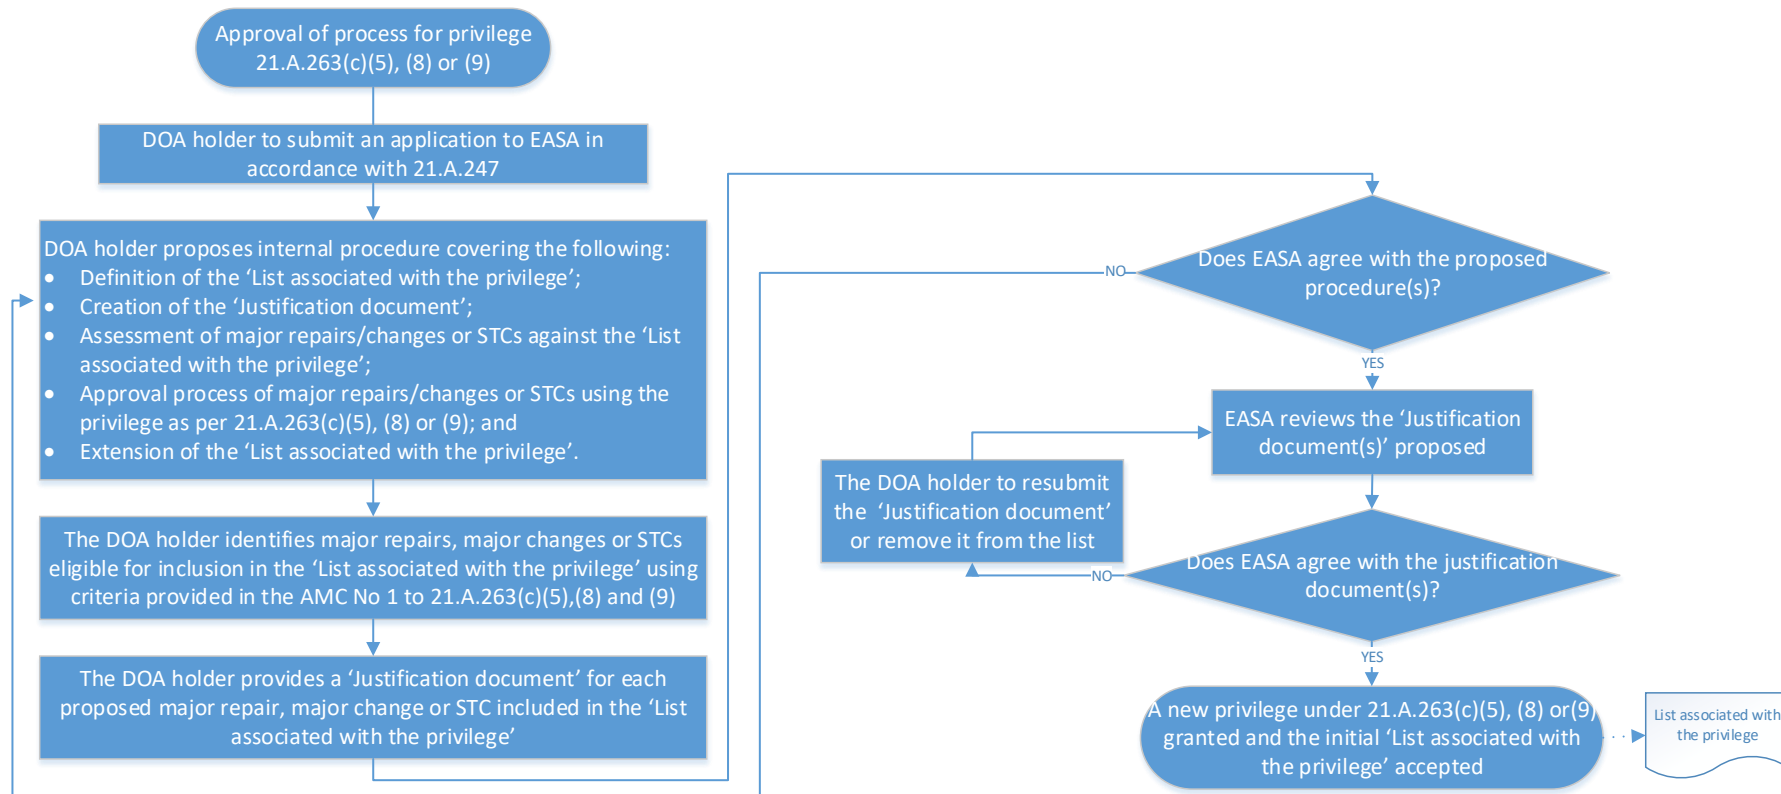 Approval of process for privilege
21.A.263(c)(5), (8) or (9)
DOA holder to submit an application to EASA in
accordance with 21.A.247
DOA holder proposes internal procedure covering the following:
• Definition of the ‘List associated with the privilege’;
• Creation of the ‘Justification document’;
• Assessment of major repairs/changes or STCs against the ‘List
associated with the privilege’;
• Approval process of major repairs/changes or STCs using the
privilege as per 21.A.263(c)(5), (8) or (9); and
• Extension of the ‘List associated with the privilege’.
The DOA holder identifies major repairs, major changes or STCs
eligible for inclusion in the ‘List associated with the privilege’ using
criteria provided in the AMC No 1 to 21.A.263(c)(5),(8) and (9)
The DOA holder provides a ‘Justification document’ for each
proposed major repair, major change or STC included in the ‘List
associated with the privilege’
Does EASA agree with the proposed
procedure(s)?
NO
YES
EASA reviews the ‘Justification
document(s)’ proposed
The DOA holder to resubmit
the ‘Justification document’
or remove it from the list
Does EASA agree with the justification
document(s)?
NO
YES
A new privilege under 21.A.263(c)(5), (8) or(9)
granted and the initial ‘List associated with
the privilege’ accepted
List associated with
the privilege